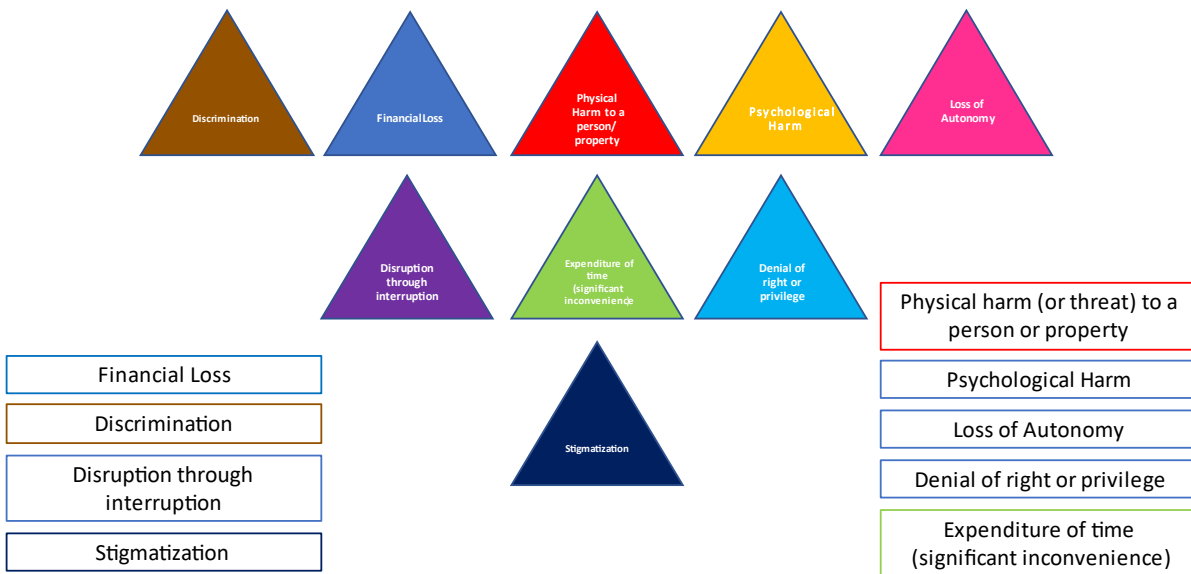 Discrimination
Financial Loss
Physical
Harm to a
person/
property
Psychological
Harm
Loss of
Autonomy
Disruption
through
interruption
Expenditure of
time
(significant
inconvenience)
Denial of
right or
privilege
Stigmatization
Financial Loss
Discrimination
Disruption through
interruption
Stigmatization
Physical harm (or threat) to a
person or property
Psychological Harm
Loss of Autonomy
Denial of right or privilege
Expenditure of time
(significant inconvenience)